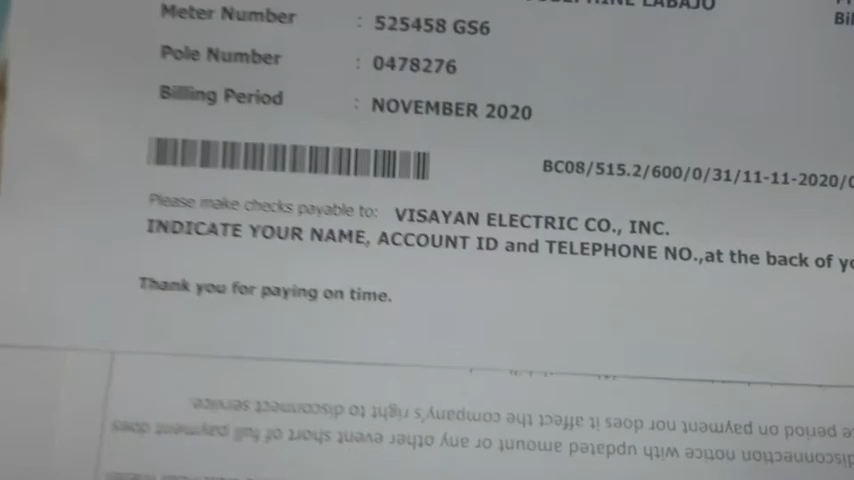 LABAJO
Bil
Meter Number : 525458 GS6
Pole Number : 0478276
Billing Period : NOVEMBER 2020
BC08/515.2/600/0/31/11-11-2020/
Please make checks payable to: VISAYAN ELECTRIC CO., INC.
INDICATE YOUR NAME, ACCOUNT ID and TELEPHONE NO.,at the back of yo
Thank you for paying on time.
disconnection notice with updated amount or any other event short of full payment does
e period on payment nor does it affect the company's right to disconnect service.